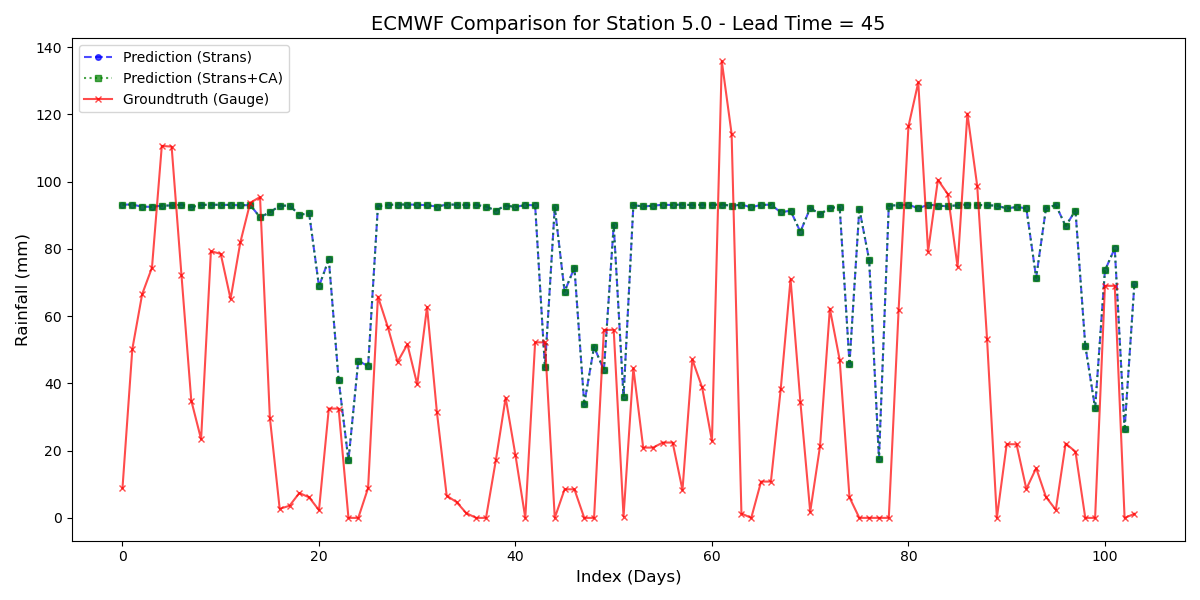 ECMWF Comparison for Station 5.0 - Lead Time = 45
Prediction (Strans)
Prediction (Strans+CA)
Groundtruth (Gauge)
Rainfall (mm)
140
120
100
80
60
40
20
0
0 20 40 60 80 100
Index (Days)